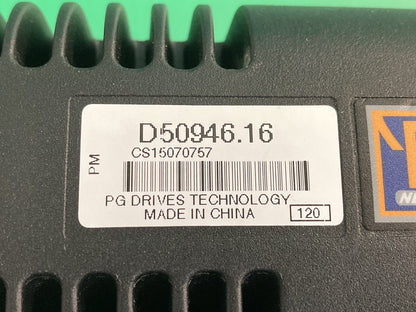 D50946.16
PM
CS15070757
PG DRIVES TECHNOLOGY
MADE IN CHINA
120